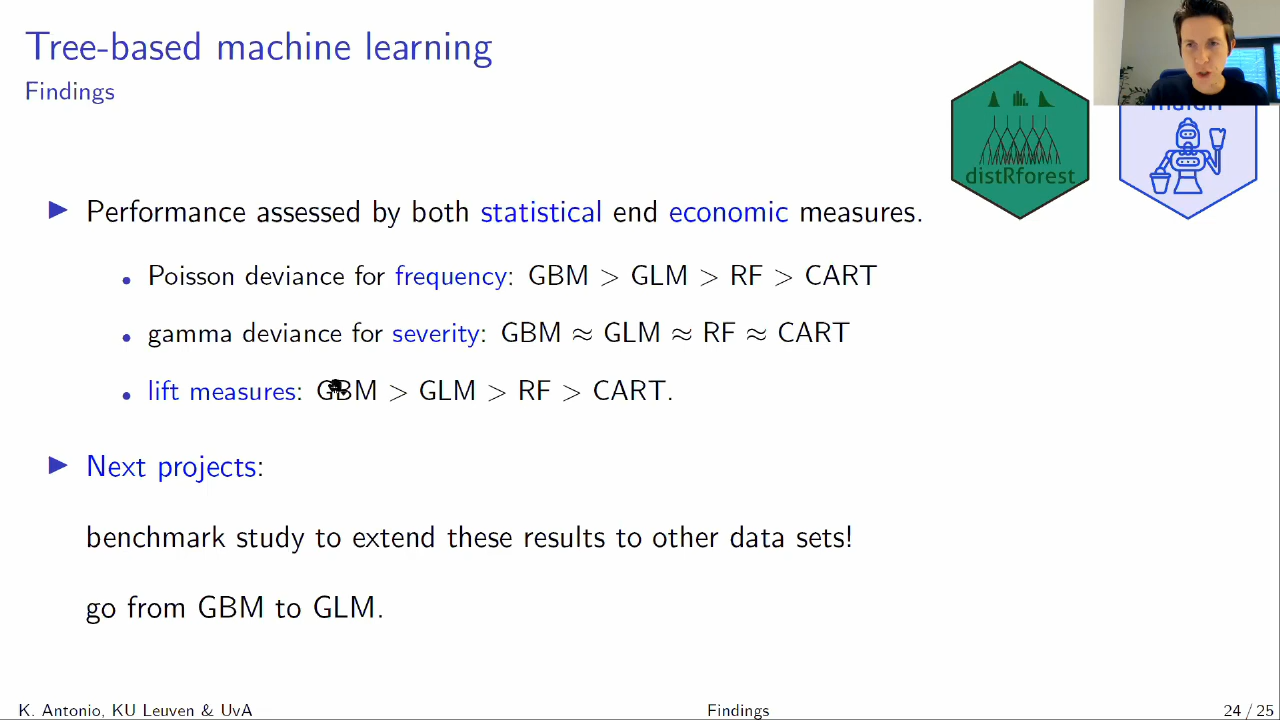 Tree-based machine learning
Findings
distRforest
▶ Performance assessed by both statistical end economic measures.
• Poisson deviance for frequency: GBM > GLM > RF > CART
• gamma deviance for severity: GBM ≈ GLM ≈ RF ≈ CART
• lift measures: GBM > GLM > RF > CART.
▶ Next projects:
benchmark study to extend these results to other data sets!
go from GBM to GLM.
K. Antonio, KU Leuven & UvA
Findings
24 / 25